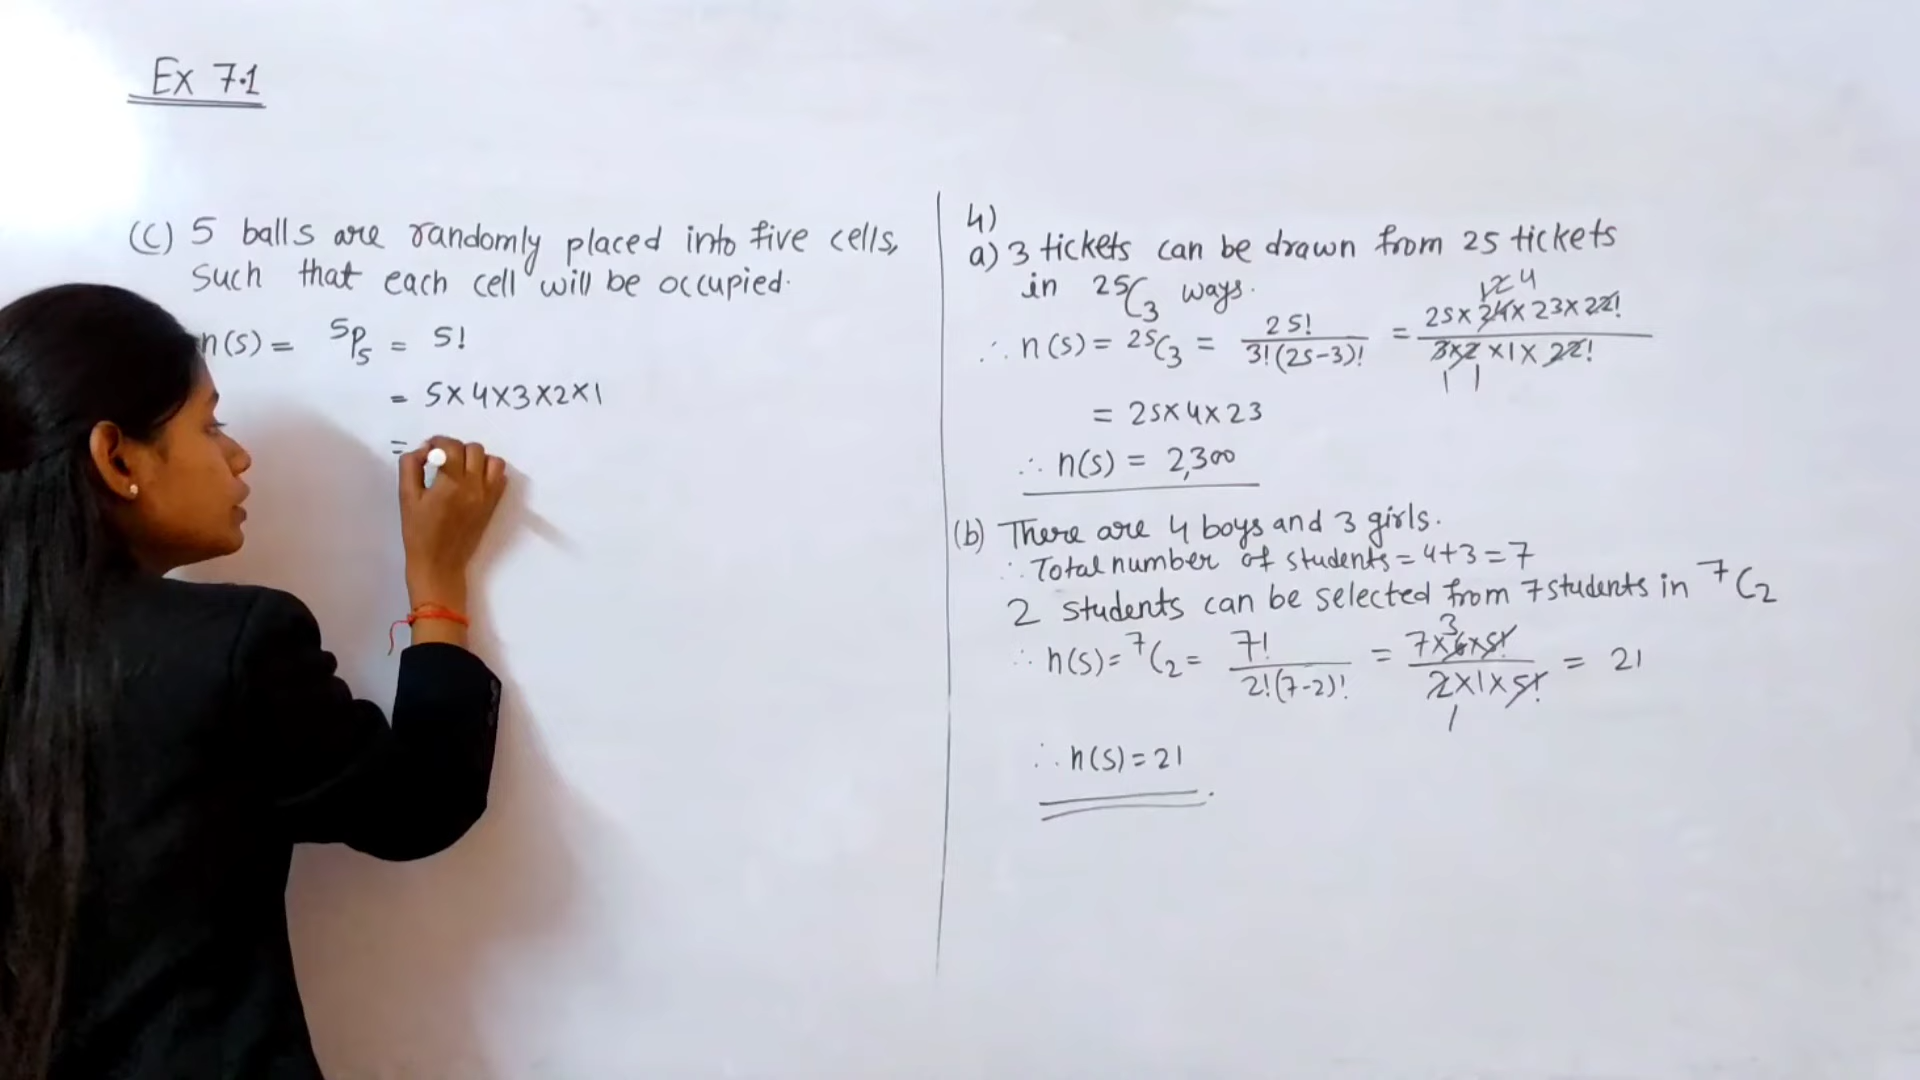 Ex 7.1
(C) 5 balls are randomly placed into five cells,
such that each cell will be occupied.
n(s) = ⁵P₅ = 5!
= 5×4×3×2×1
=
4)
a) 3 tickets can be drawn from 25 tickets
in ²⁵C₃ ways.
∴ n(s) = ²⁵C₃ = 25! / 3!(25-3)! = 25×24×23×22! / 3×2×1×22!
= 25×4×23
∴ n(s) = 2,300
(b) There are 4 boys and 3 girls.
∴ Total number of students = 4+3 = 7
2 students can be selected from 7 students in ⁷C₂
∴ n(s) = ⁷C₂ = 7! / 2!(7-2)! = 7×6×5! / 2×1×5! = 21
∴ n(s) = 21